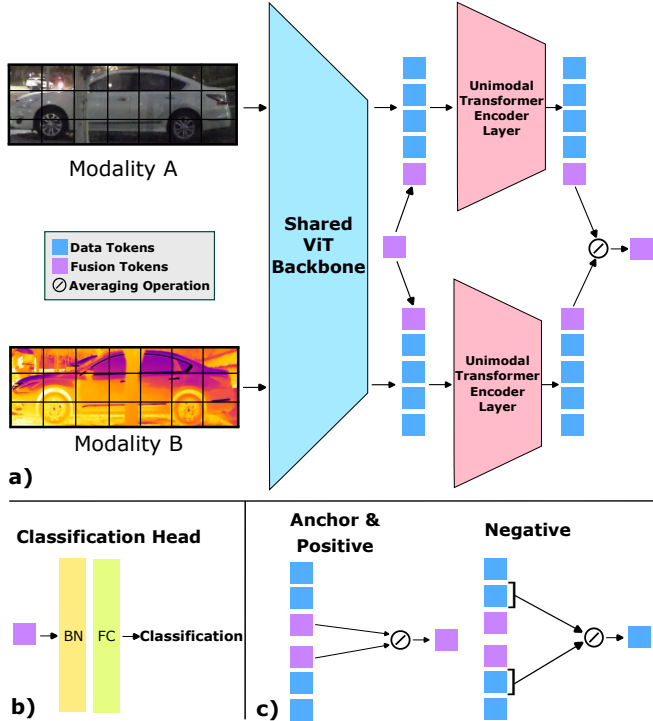 Modality A
Unimodal
Transformer
Encoder
Layer
Shared
ViT
Backbone
Data Tokens
Fusion Tokens
Averaging Operation
Unimodal
Transformer
Encoder
Layer
Modality B
a)
Classification Head
BN
FC
Classification
b)
Anchor &
Positive
Negative
c)